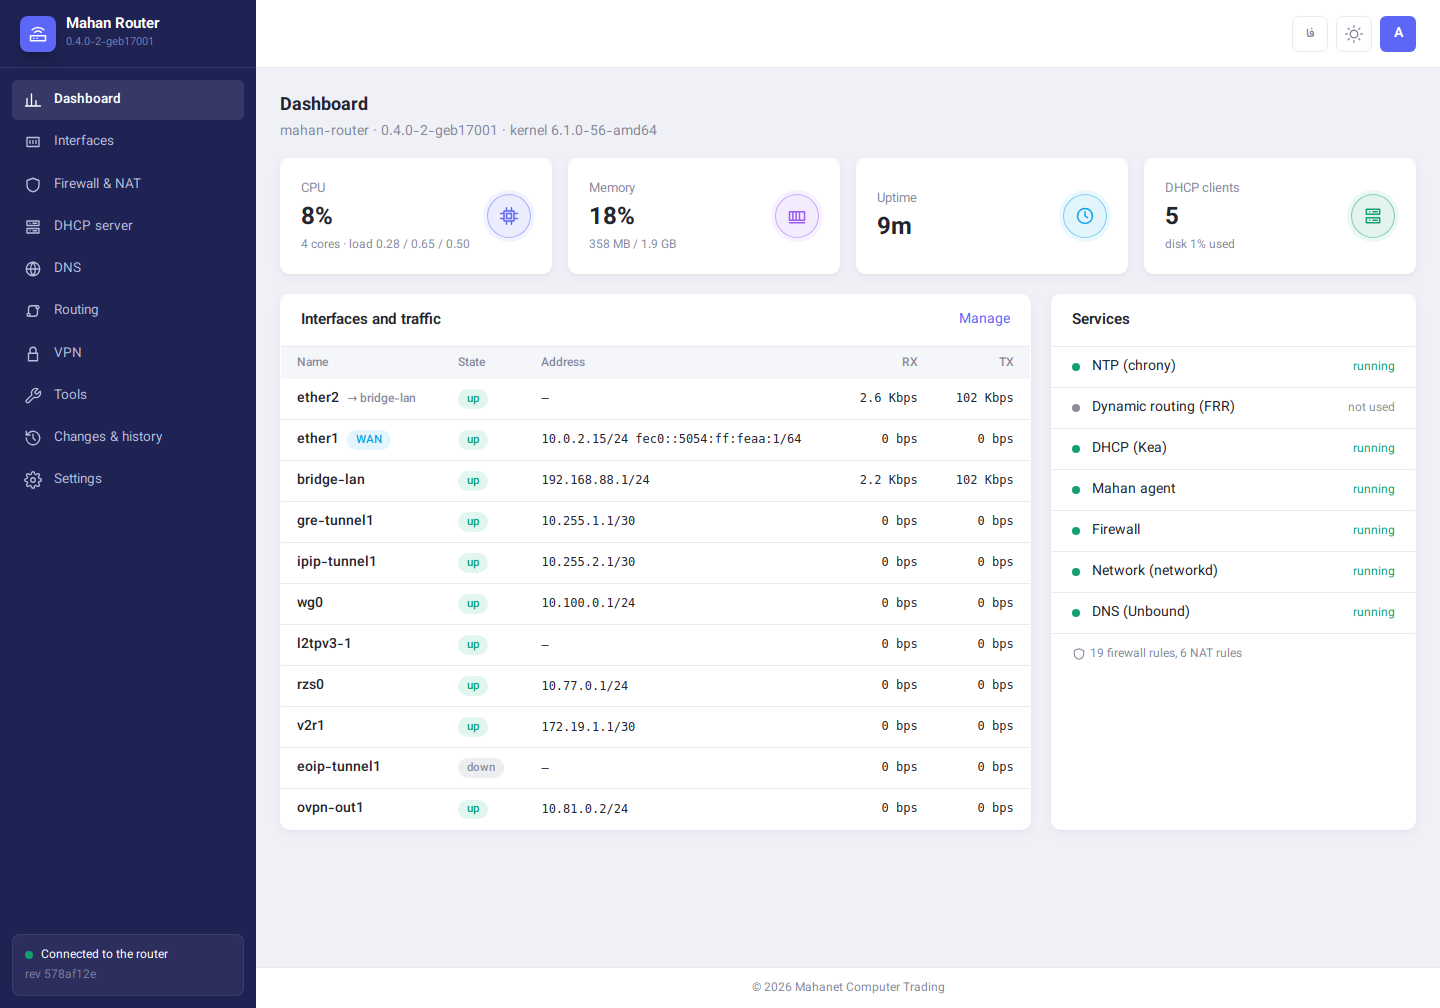 Mahan Router
0.4.0-2-geb17001
Dashboard
Interfaces
Firewall & NAT
DHCP server
DNS
Routing
VPN
Tools
Changes & history
Settings
Connected to the router
rev 578af12e
فا
A
Dashboard
mahan-router · 0.4.0-2-geb17001 · kernel 6.1.0-56-amd64
CPU
8%
4 cores · load 0.28 / 0.65 / 0.50
Memory
18%
358 MB / 1.9 GB
Uptime
9m
DHCP clients
5
disk 1% used
Interfaces and traffic Manage
Name State Address RX TX
ether2 → bridge-lan up — 2.6 Kbps 102 Kbps
ether1 WAN up 10.0.2.15/24 fec0::5054:ff:feaa:1/64 0 bps 0 bps
bridge-lan up 192.168.88.1/24 2.2 Kbps 102 Kbps
gre-tunnel1 up 10.255.1.1/30 0 bps 0 bps
ipip-tunnel1 up 10.255.2.1/30 0 bps 0 bps
wg0 up 10.100.0.1/24 0 bps 0 bps
l2tpv3-1 up — 0 bps 0 bps
rzs0 up 10.77.0.1/24 0 bps 0 bps
v2r1 up 172.19.1.1/30 0 bps 0 bps
eoip-tunnel1 down — 0 bps 0 bps
ovpn-out1 up 10.81.0.2/24 0 bps 0 bps
Services
NTP (chrony) running
Dynamic routing (FRR) not used
DHCP (Kea) running
Mahan agent running
Firewall running
Network (networkd) running
DNS (Unbound) running
19 firewall rules, 6 NAT rules
© 2026 Mahanet Computer Trading